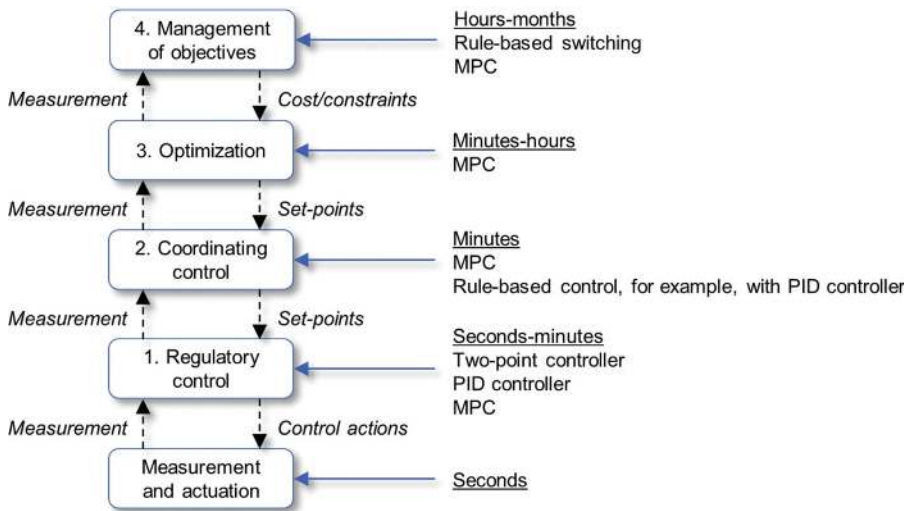 4. Management
of objectives
Hours-months
Rule-based switching
MPC
Measurement
Cost/constraints
3. Optimization
Minutes-hours
MPC
Measurement
Set-points
2. Coordinating
control
Minutes
MPC
Rule-based control, for example, with PID controller
Measurement
Set-points
1. Regulatory
control
Seconds-minutes
Two-point controller
PID controller
MPC
Measurement
Control actions
Measurement
and actuation
Seconds